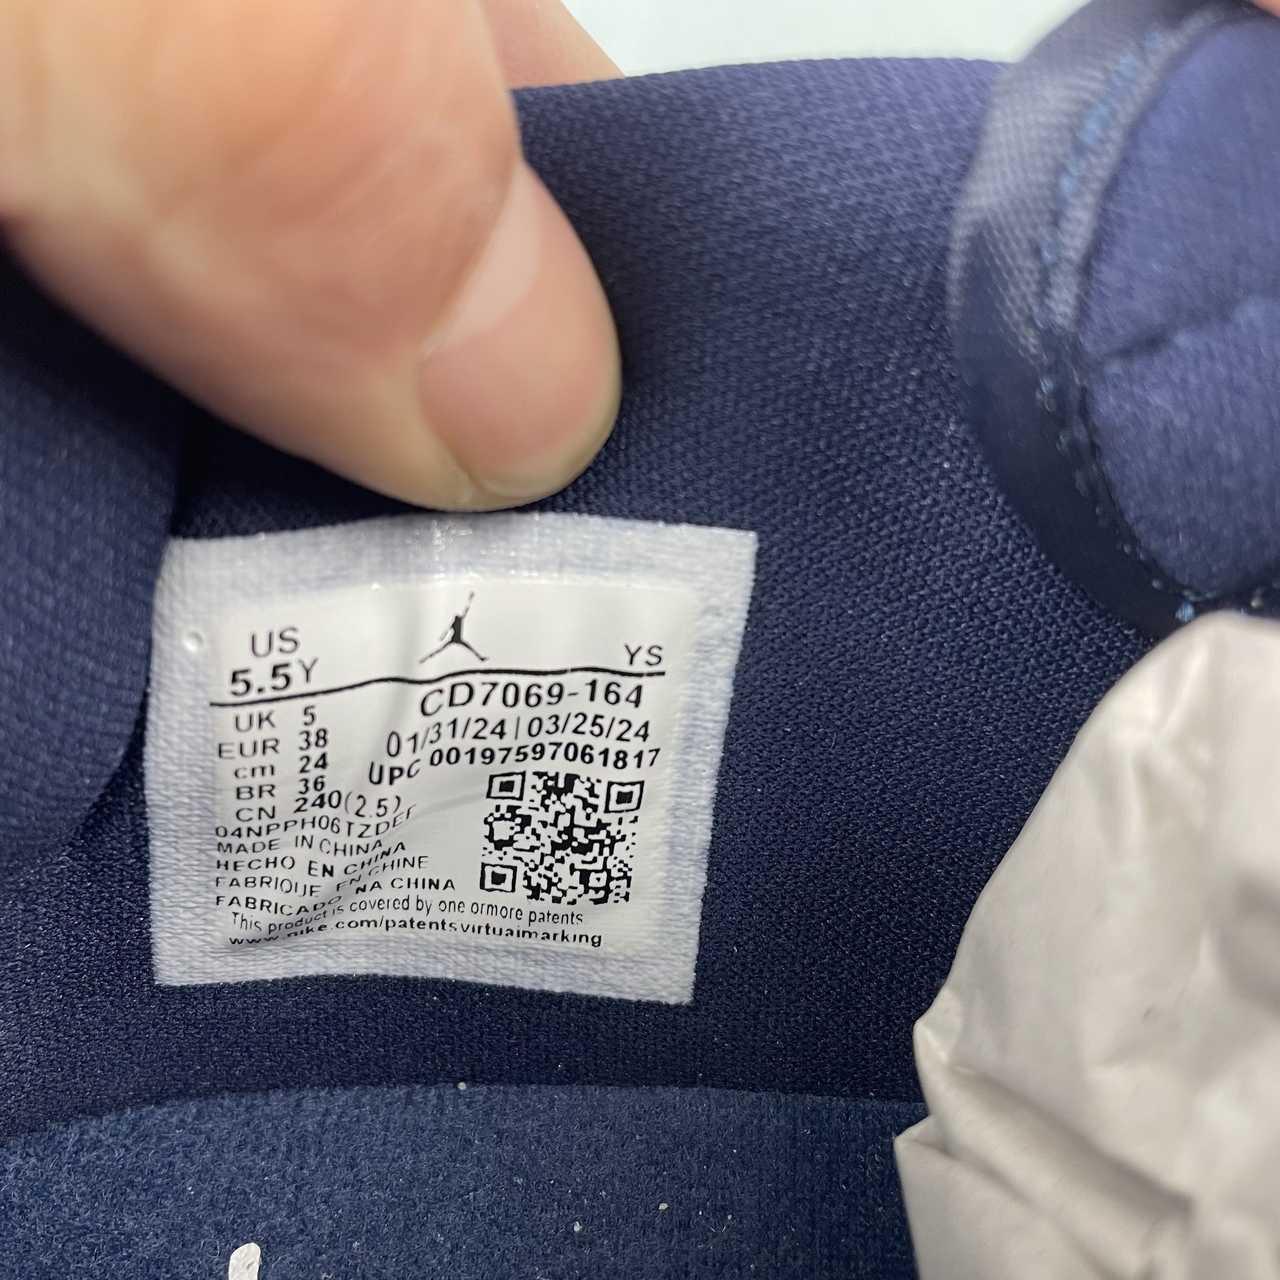 US
5.5Y
YS
CD7069-164
UK 5
01/31/24|03/25/24
EUR 38
UPC 00197597061817
cm 24
BR 36
CN 240(2.5)
04NPPH06TZDEF
MADE IN CHINA
HECHO EN CHINA
FABRIQUE EN CHINE
FABRICADO NA CHINA
This product is covered by one ormore patents
www.nike.com/patentsvirtualmarking